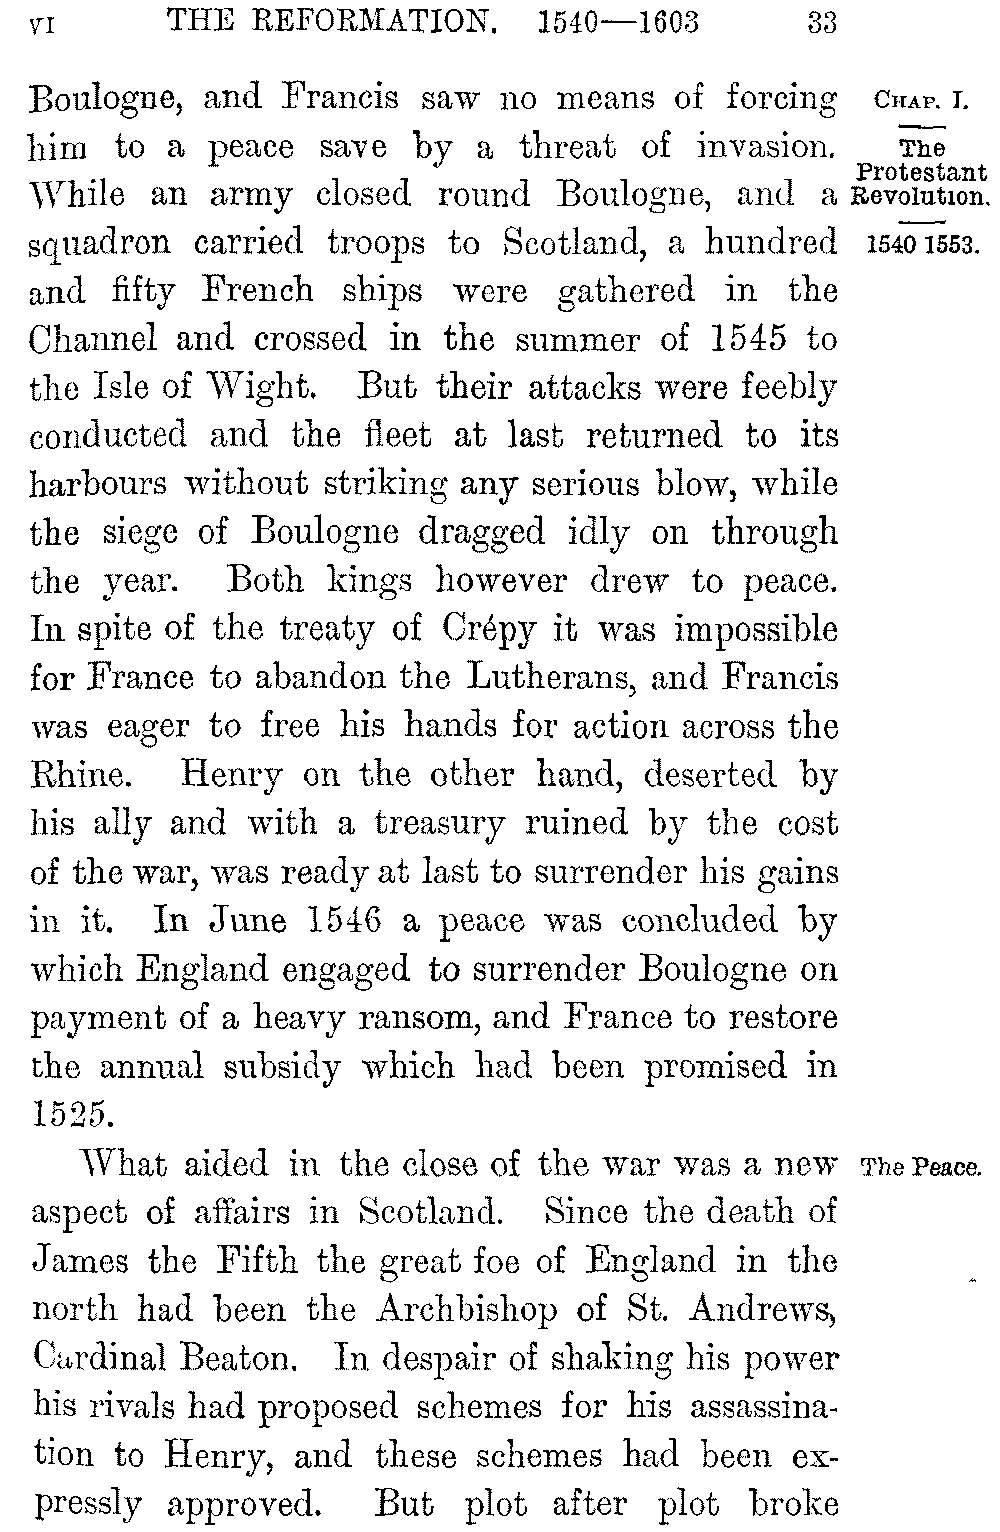 VI THE REFORMATION. 1540—1603 33
Boulogne, and Francis saw no means of forcing
him to a peace save by a threat of invasion.
While an army closed round Boulogne, and a
squadron carried troops to Scotland, a hundred
and fifty French ships were gathered in the
Channel and crossed in the summer of 1545 to
the Isle of Wight. But their attacks were feebly
conducted and the fleet at last returned to its
harbours without striking any serious blow, while
the siege of Boulogne dragged idly on through
the year. Both kings however drew to peace.
In spite of the treaty of Crépy it was impossible
for France to abandon the Lutherans, and Francis
was eager to free his hands for action across the
Rhine. Henry on the other hand, deserted by
his ally and with a treasury ruined by the cost
of the war, was ready at last to surrender his gains
in it. In June 1546 a peace was concluded by
which England engaged to surrender Boulogne on
payment of a heavy ransom, and France to restore
the annual subsidy which had been promised in
1525.
What aided in the close of the war was a new
aspect of affairs in Scotland. Since the death of
James the Fifth the great foe of England in the
north had been the Archbishop of St. Andrews,
Cardinal Beaton. In despair of shaking his power
his rivals had proposed schemes for his assassina-
tion to Henry, and these schemes had been ex-
pressly approved. But plot after plot broke
CHAP. I.
The
Protestant
Revolution.
1540 1553.
The Peace.